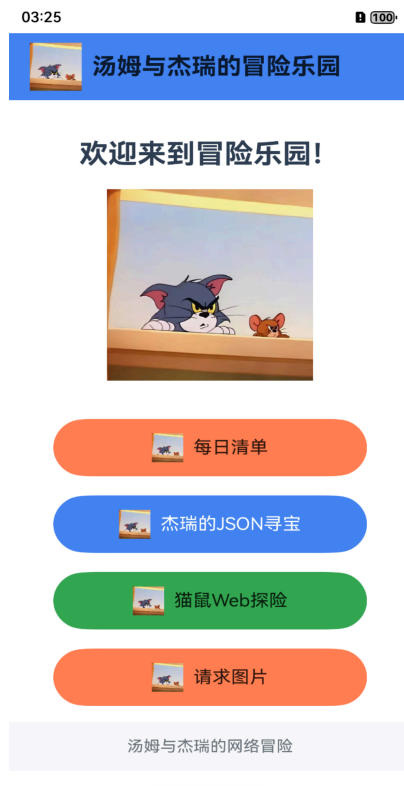 03:25
100
汤姆与杰瑞的冒险乐园
欢迎来到冒险乐园!
每日清单
杰瑞的JSON寻宝
猫鼠Web探险
请求图片
汤姆与杰瑞的网络冒险